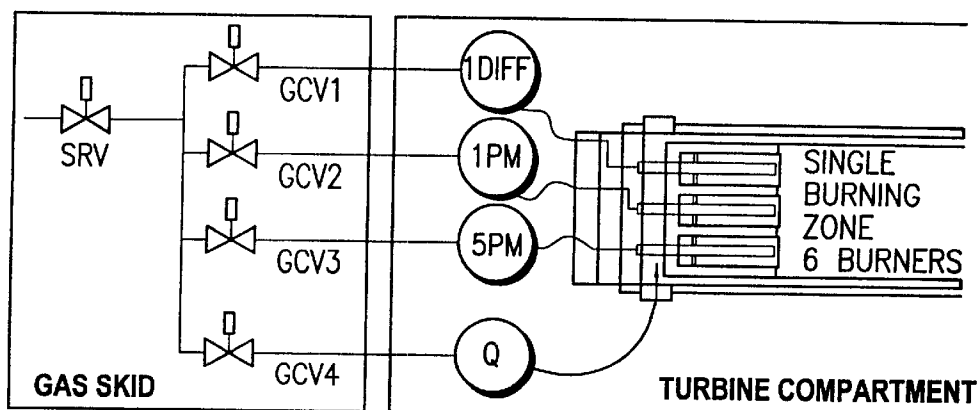 1DIFF
GCV1
SRV
1PM
GCV2
SINGLE
BURNING
ZONE
6 BURNERS
5PM
GCV3
Q
GCV4
GAS SKID
TURBINE COMPARTMENT